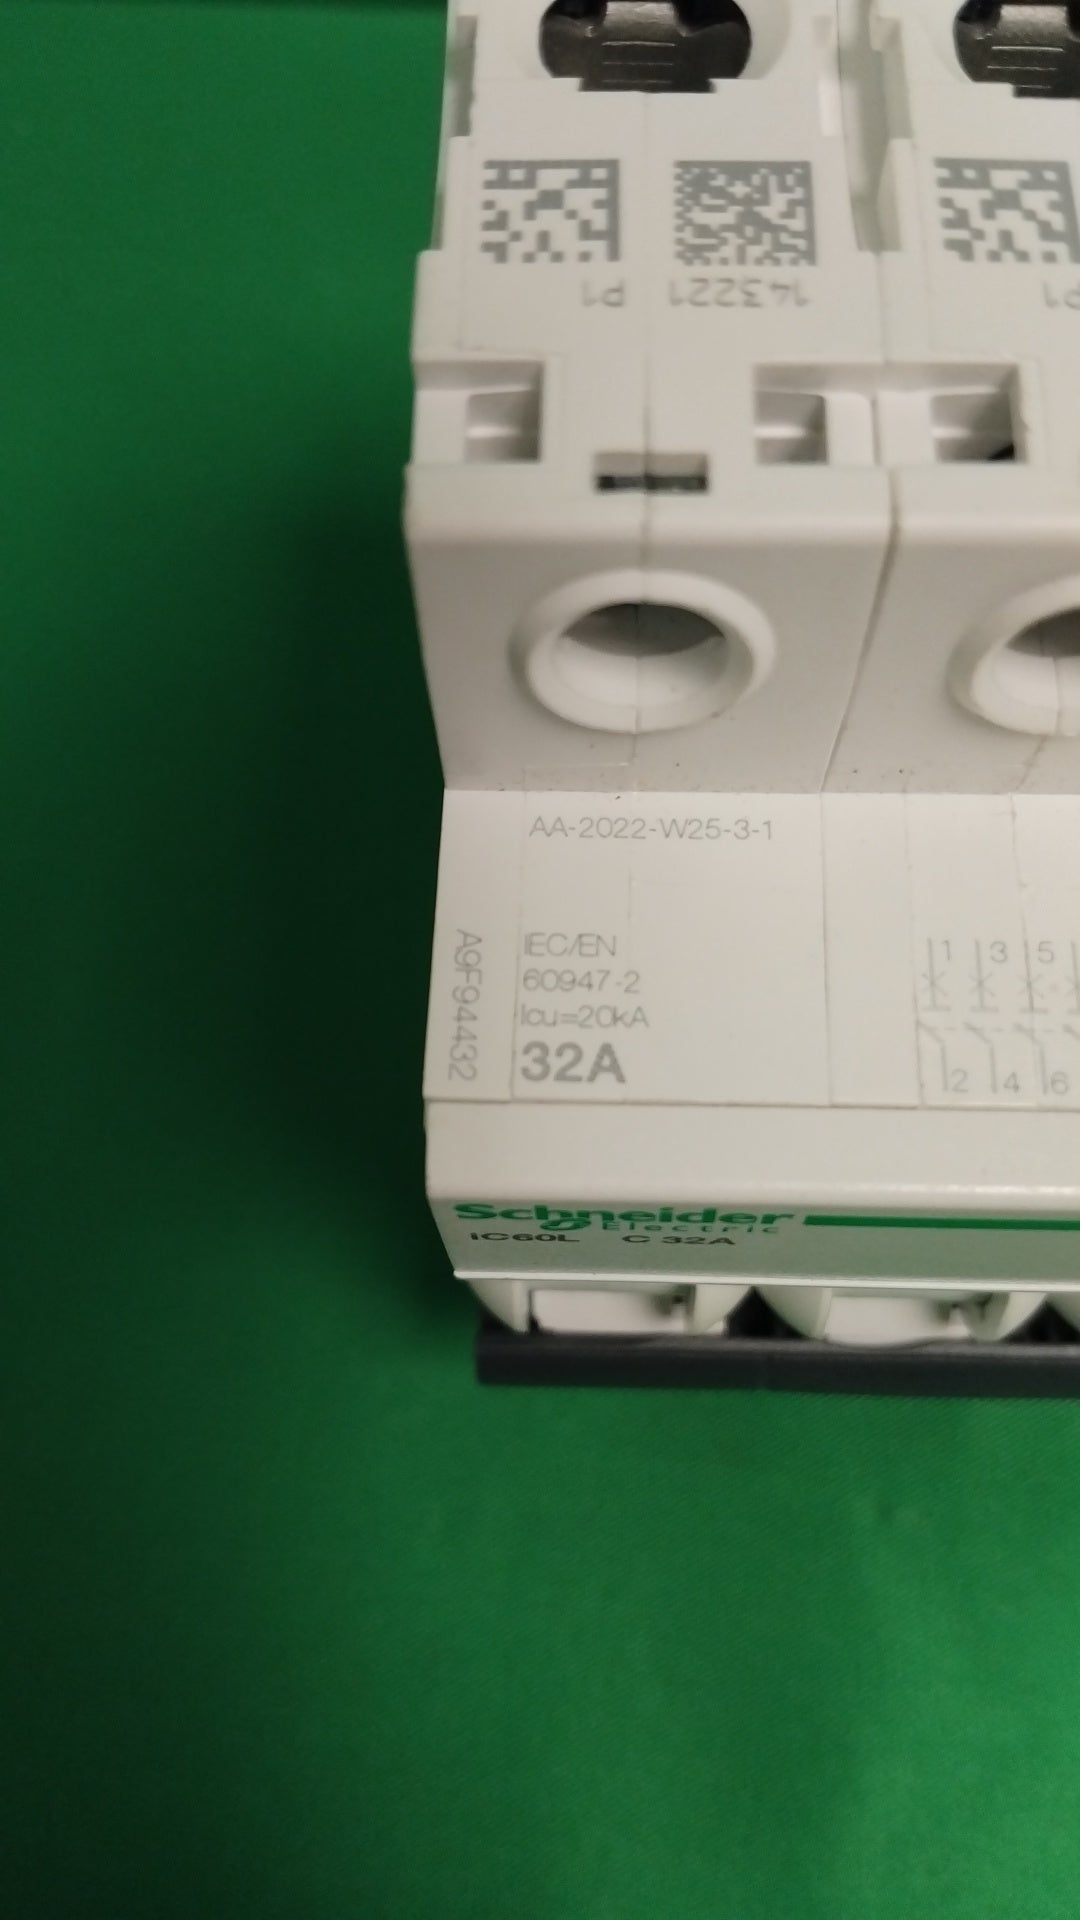 P1 143221 P1
AA-2022-W25-3-1
A9F94432
IEC/EN
60947-2
Icu=20kA
32A
1 3 5
2 4 6
Schneider
Electric
iC60L C 32A